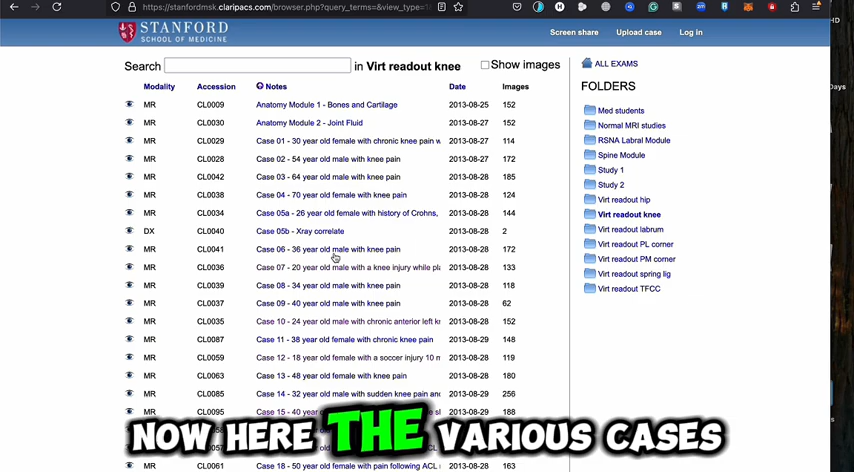 https://stanfordmsk.claripacs.com/browser.php?query_terms=&view_type=
STANFORD
SCHOOL OF MEDICINE
Screen share Upload case Log in
Search in Virt readout knee Show images
Modality Accession Notes Date Images
MR CL0009 Anatomy Module 1 - Bones and Cartilage 2013-08-25 152
MR CL0030 Anatomy Module 2 - Joint Fluid 2013-08-27 152
MR CL0029 Case 01 - 30 year old female with chronic knee pain w 2013-08-27 114
MR CL0028 Case 02 - 54 year old male with knee pain 2013-08-28 172
MR CL0042 Case 03 - 64 year old male with knee pain 2013-08-28 185
MR CL0038 Case 04 - 70 year old female with knee pain 2013-08-28 124
MR CL0034 Case 05a - 26 year old female with history of Crohns, 2013-08-28 144
DX CL0040 Case 05b - Xray correlate 2013-08-28 2
MR CL0041 Case 06 - 36 year old male with knee pain 2013-08-28 172
MR CL0036 Case 07 - 20 year old male with a knee injury while pla 2013-08-28 133
MR CL0039 Case 08 - 34 year old male with knee pain 2013-08-28 118
MR CL0037 Case 09 - 40 year old male with knee pain 2013-08-28 62
MR CL0035 Case 10 - 24 year old male with chronic anterior left k 2013-08-28 152
MR CL0087 Case 11 - 38 year old female with knee pain 2013-08-29 148
MR CL0059 Case 12 - 18 year old female with a soccer injury 10 m 2013-08-28 119
MR CL0063 Case 13 - 48 year old female with knee pain 2013-08-28 180
MR CL0085 Case 14 - 32 year old male with sudden knee pain and 2013-08-28 256
MR CL0095 188
MR CL0061 Case 18 - 50 year old female with pain following ACL 163
ALL EXAMS
FOLDERS
Med students
Normal MRI studies
RSNA Labral Module
Spine Module
Study 1
Study 2
Virt readout hip
Virt readout knee
Virt readout labrum
Virt readout PL corner
Virt readout PM corner
Virt readout spring lig
Virt readout TFCC
HD
Days
NOW HERE THE VARIOUS CASES